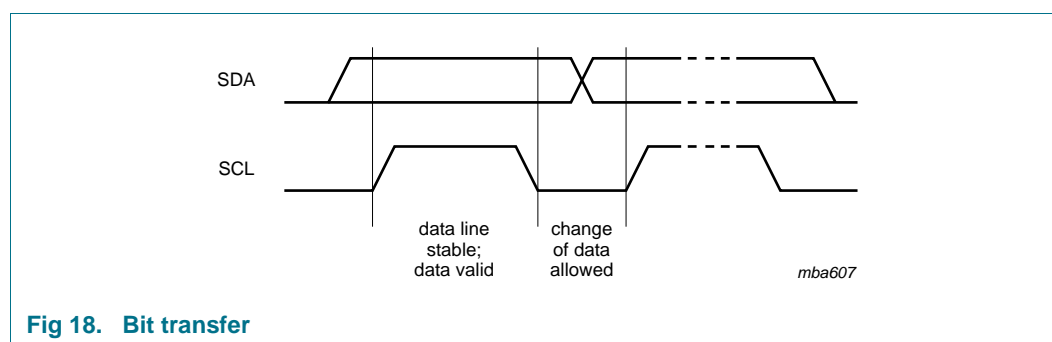 SDA
SCL
data line
stable;
data valid
change
of data
allowed
mba607
Fig 18. Bit transfer